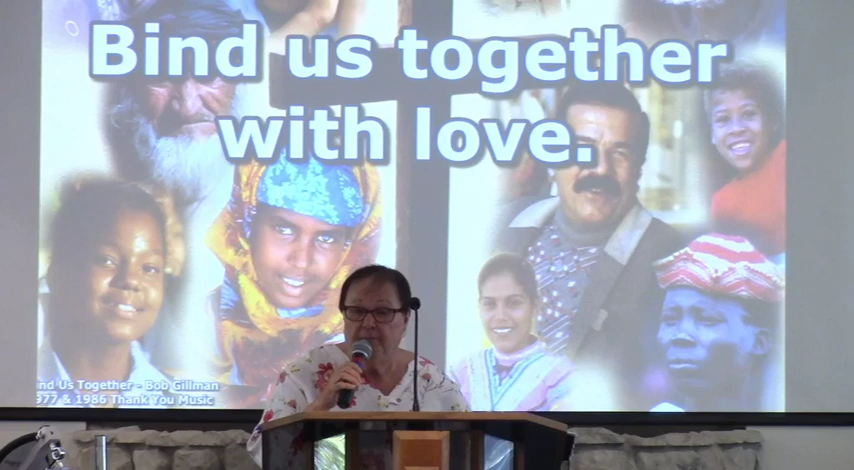 Bind us together
with love.
ind Us Together - Bob Gillman
977 & 1986 Thank You Music